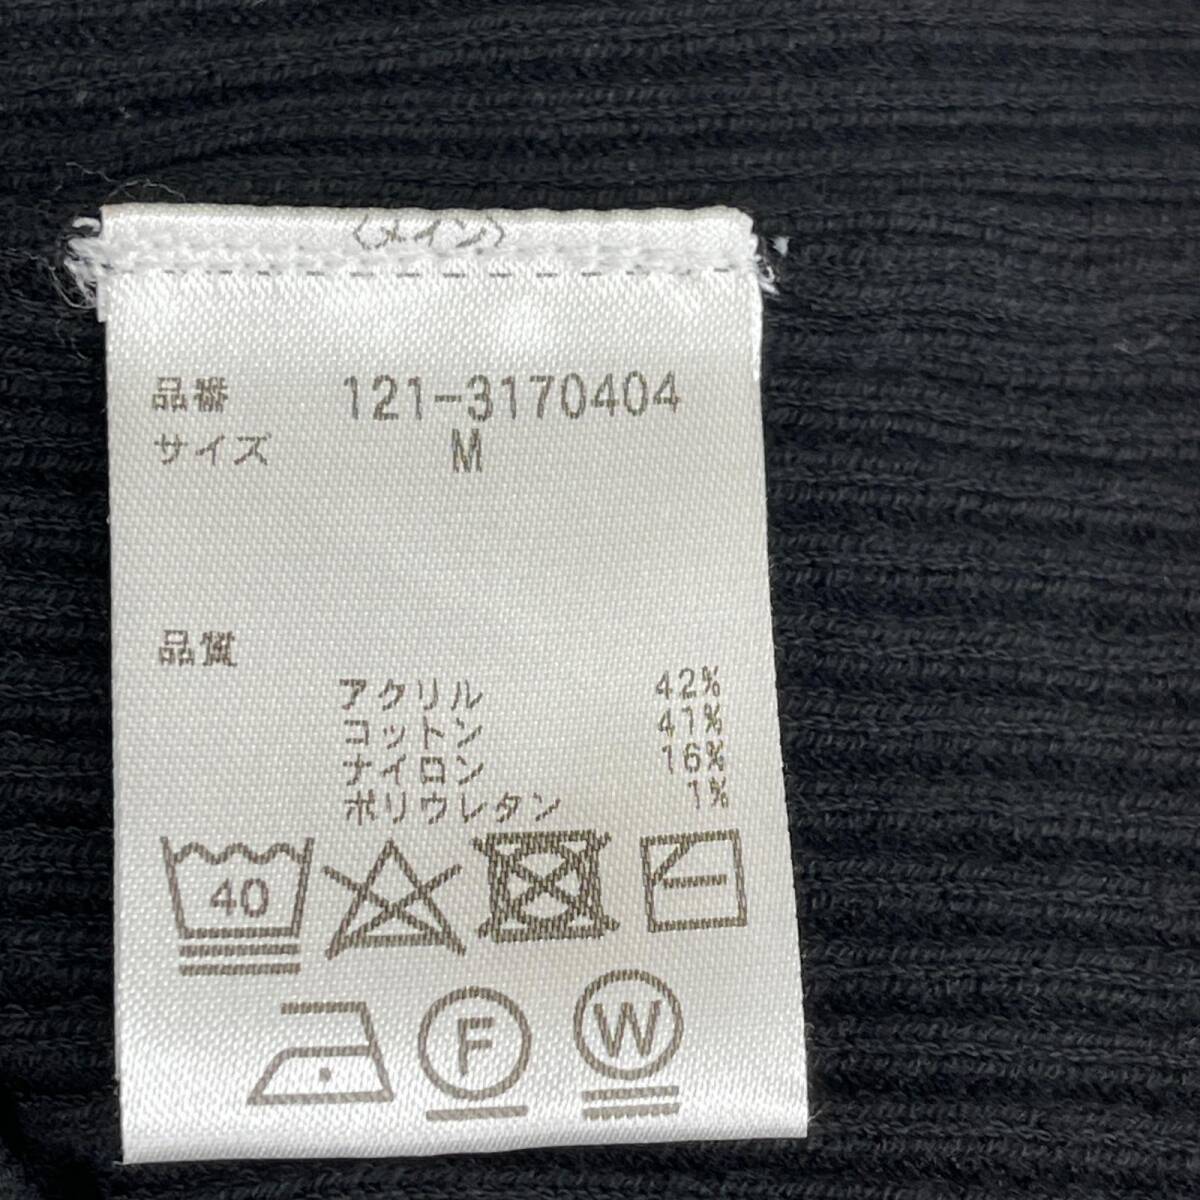 〈メイン〉
品番 121-3170404
サイズ M
品質
アクリル 42%
コットン 41%
ナイロン 16%
ポリウレタン 1%
40
F W